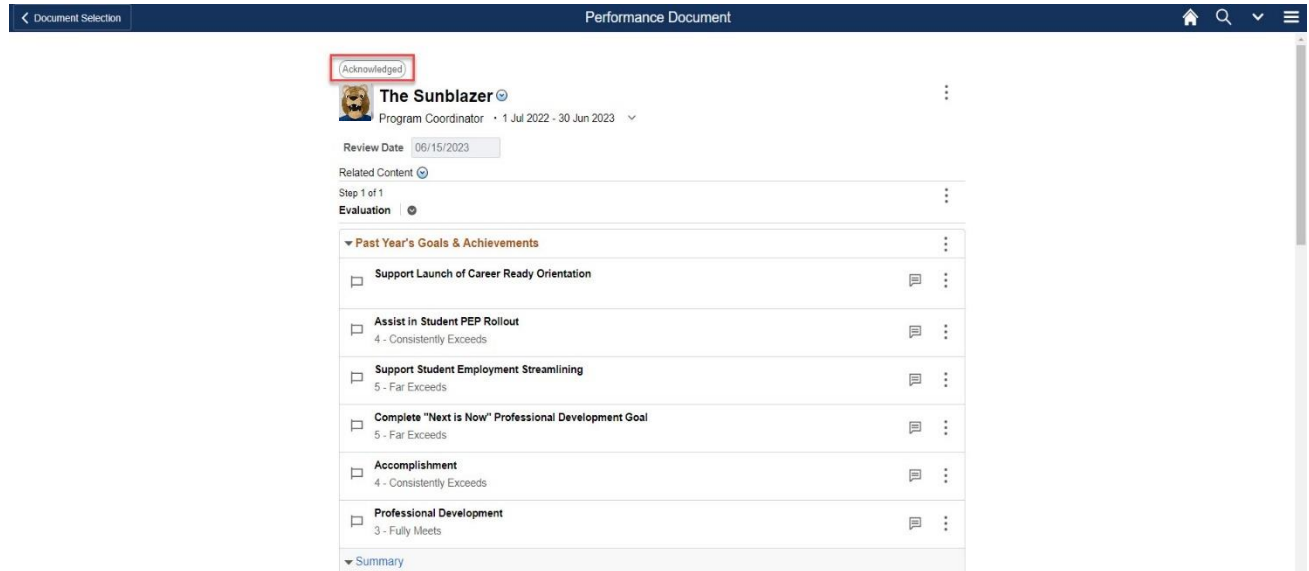 Document Selection
Performance Document
Acknowledged
The Sunblazer
Program Coordinator • 1 Jul 2022 - 30 Jun 2023
Review Date 06/15/2023
Related Content
Step 1 of 1
Evaluation
Past Year's Goals & Achievements
Support Launch of Career Ready Orientation
Assist in Student PEP Rollout
4 - Consistently Exceeds
Support Student Employment Streamlining
5 - Far Exceeds
Complete "Next is Now" Professional Development Goal
5 - Far Exceeds
Accomplishment
4 - Consistently Exceeds
Professional Development
3 - Fully Meets
Summary